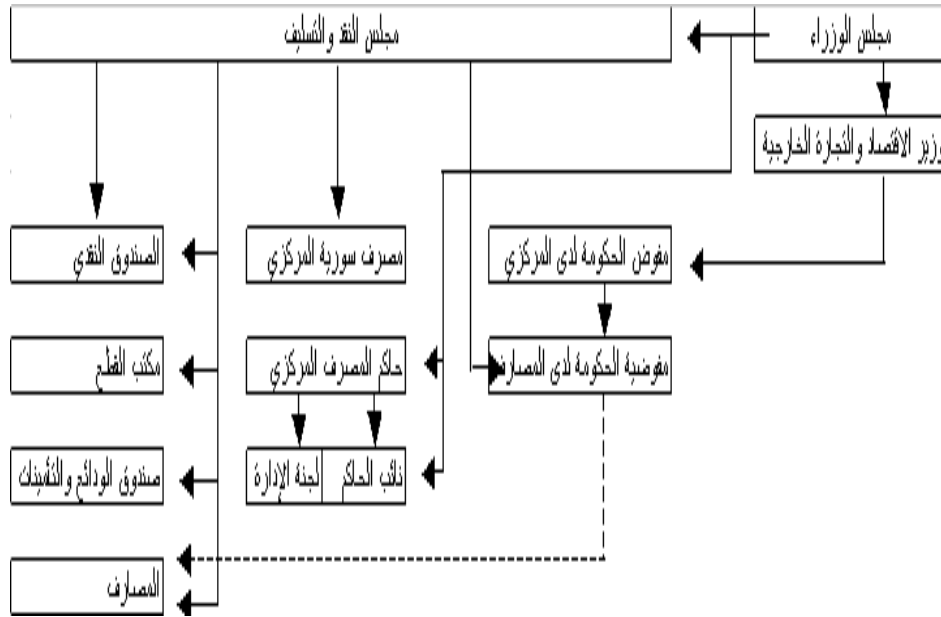 مجلس الوزراء
مجلس النقد والتسليف
وزير الاقتصاد والتجارة الخارجية
مفوض الحكومة لدى المركزي
مصرف سورية المركزي
الصندوق النقدي
مفوضية الحكومة لدى المصارف
حاكم المصرف المركزي
مكتب القطع
نائب الحاكم
لجنة الإدارة
صندوق الودائع والتأمينات
المصارف